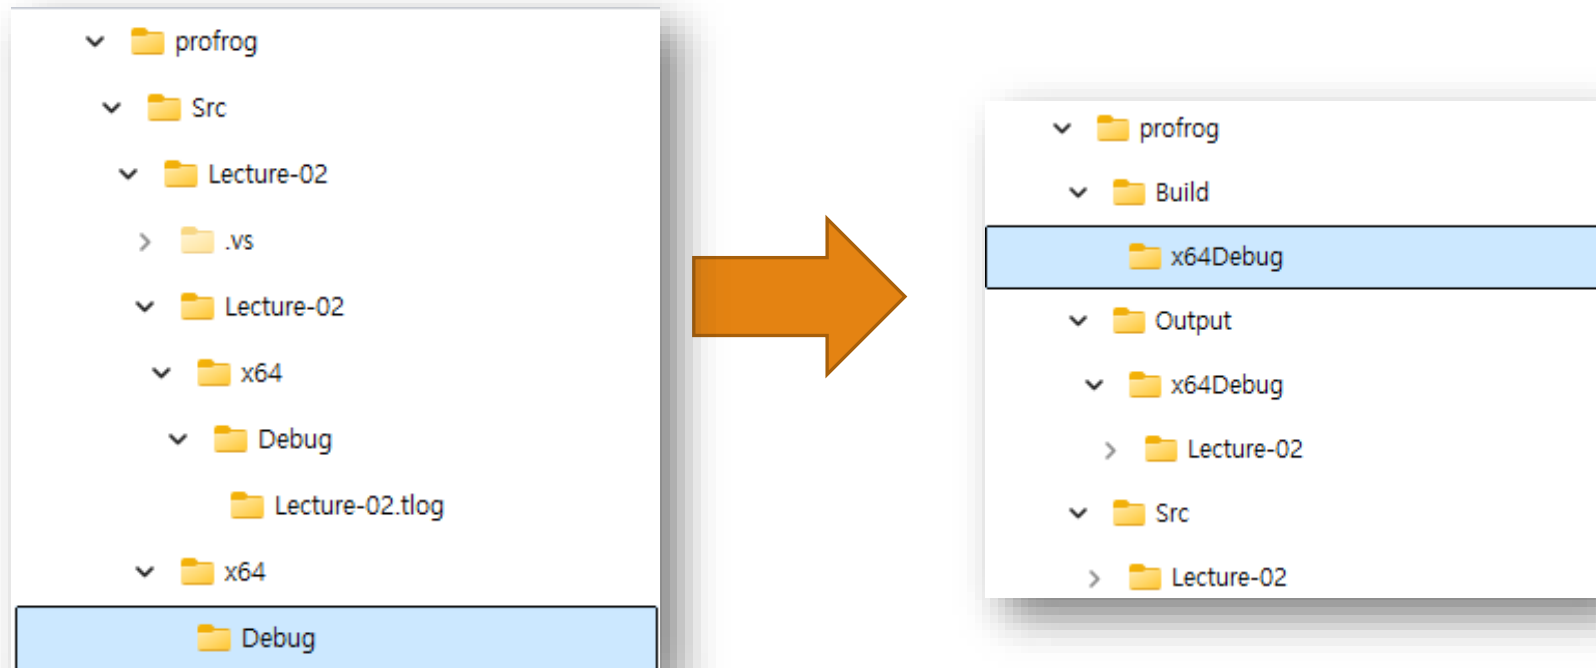 profrog
Src
Lecture-02
.vs
Lecture-02
x64
Debug
Lecture-02.tlog
x64
Debug
profrog
Build
x64Debug
Output
x64Debug
Lecture-02
Src
Lecture-02